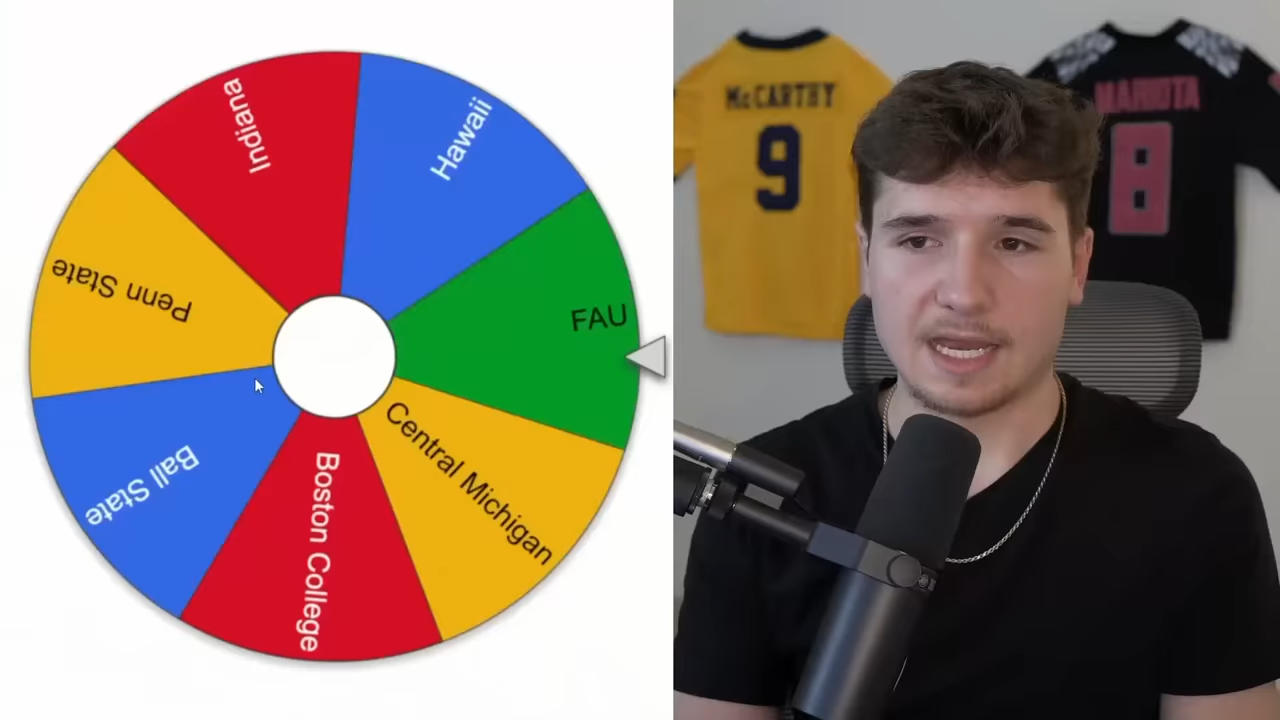 Indiana
Hawaii
FAU
Central Michigan
Boston College
Ball State
Penn State
McCARTHY
9
MARIOTA
8